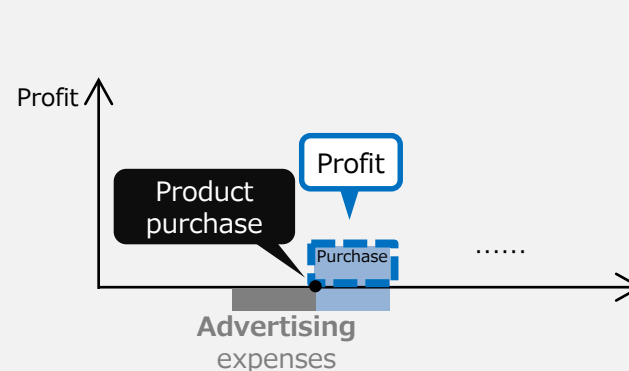 Profit
Profit
Product
purchase
Purchase
......
Advertising
expenses